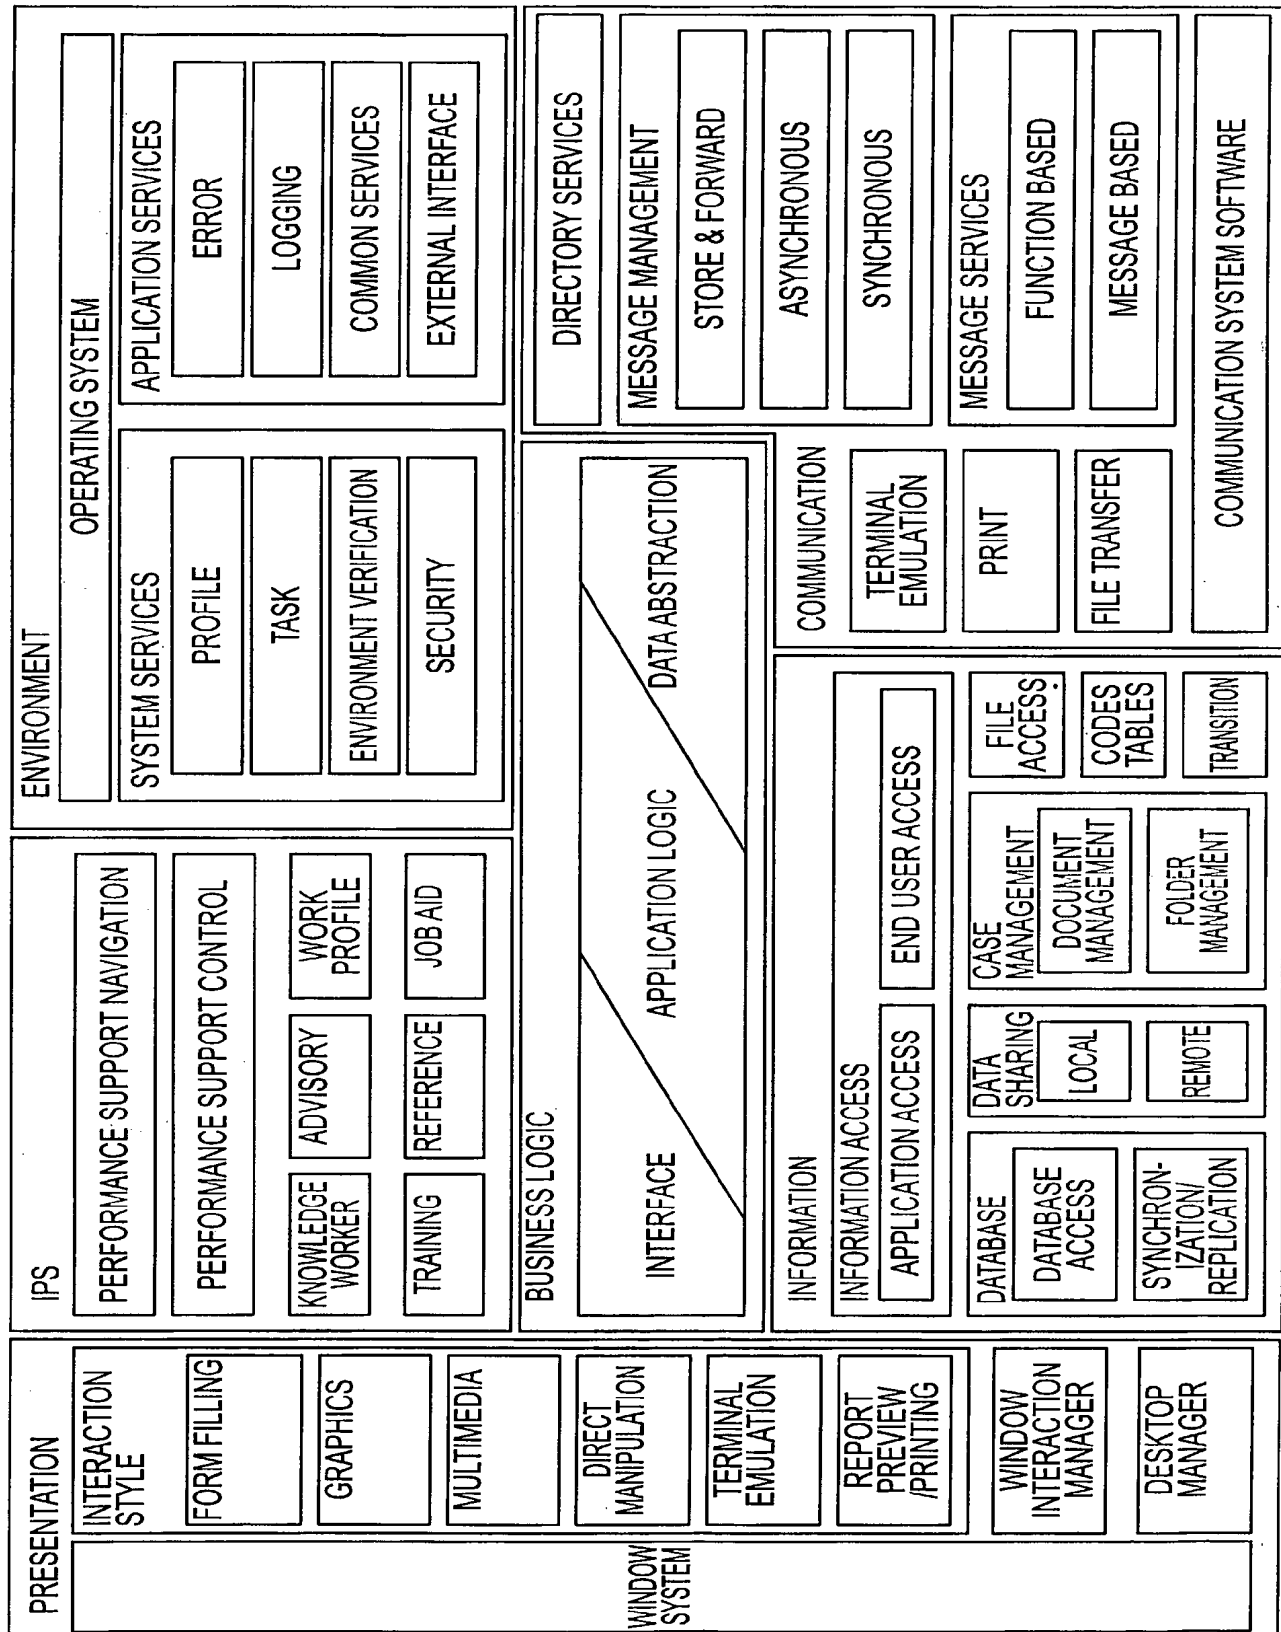 PRESENTATION
WINDOW
SYSTEM
INTERACTION
STYLE
FORM FILLING
GRAPHICS
MULTIMEDIA
DIRECT
MANIPULATION
TERMINAL
EMULATION
REPORT
PREVIEW
/PRINTING
WINDOW
INTERACTION
MANAGER
DESKTOP
MANAGER
IPS
PERFORMANCE SUPPORT NAVIGATION
PERFORMANCE SUPPORT CONTROL
KNOWLEDGE
WORKER
ADVISORY
WORK
PROFILE
TRAINING
REFERENCE
JOB AID
ENVIRONMENT
OPERATING SYSTEM
SYSTEM SERVICES
PROFILE
TASK
ENVIRONMENT VERIFICATION
SECURITY
APPLICATION SERVICES
ERROR
LOGGING
COMMON SERVICES
EXTERNAL INTERFACE
BUSINESS LOGIC
INTERFACE
APPLICATION LOGIC
DATA ABSTRACTION
INFORMATION
INFORMATION ACCESS
APPLICATION ACCESS
END USER ACCESS
DATABASE
DATABASE
ACCESS
SYNCHRON-
IZATION/
REPLICATION
DATA
SHARING
LOCAL
REMOTE
CASE
MANAGEMENT
DOCUMENT
MANAGEMENT
FOLDER
MANAGEMENT
FILE
ACCESS
CODES
TABLES
TRANSITION
COMMUNICATION
TERMINAL
EMULATION
PRINT
FILE TRANSFER
DIRECTORY SERVICES
MESSAGE MANAGEMENT
STORE & FORWARD
ASYNCHRONOUS
SYNCHRONOUS
MESSAGE SERVICES
FUNCTION BASED
MESSAGE BASED
COMMUNICATION SYSTEM SOFTWARE